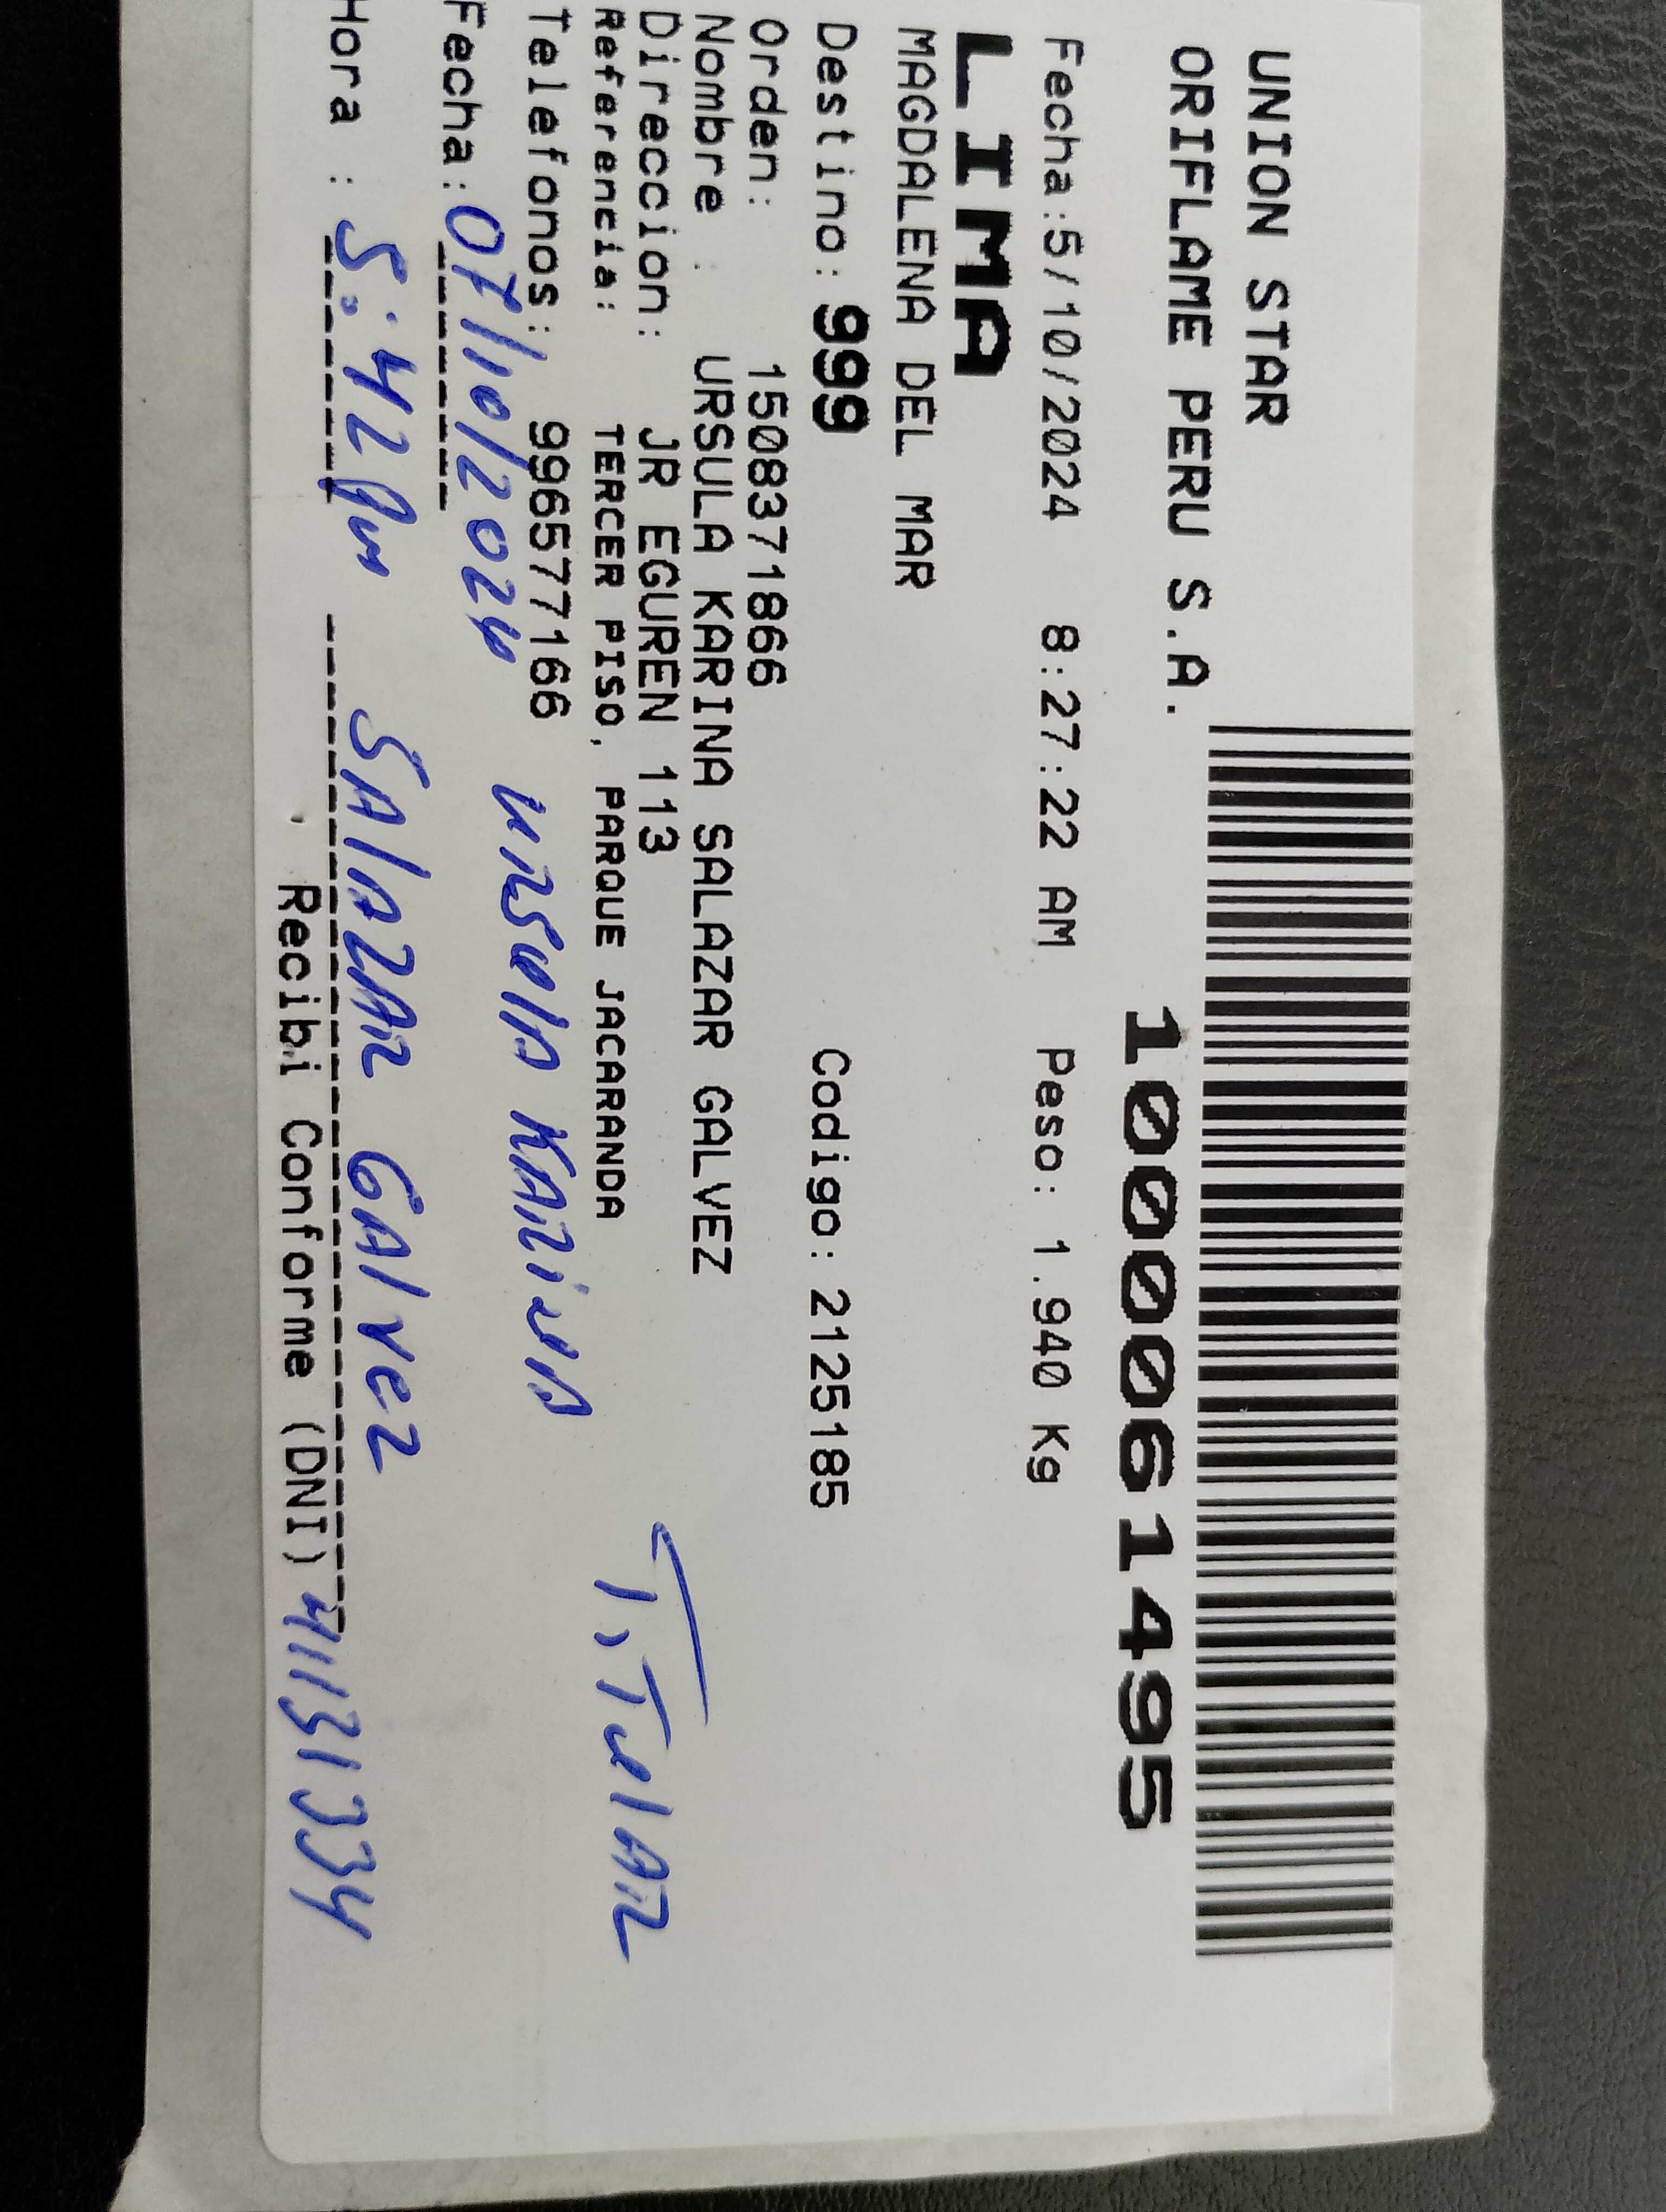 UNION STAR
ORIFLAME PERU S.A.
100061495
Fecha:5/10/2024 8:27:22 AM Peso: 1.940 Kg
LIMA
MAGDALENA DEL MAR
Destino: 999 Codigo: 2125185
Orden: 1508371866
Nombre : URSULA KARINA SALAZAR GALVEZ
Direccion: JR EGUREN 113
Referencia: TERCER PISO, PARQUE JACARANDA
Telefonos: 996577166
Titular
Fecha: 07/10/2024 Ursula Karina
Hora : 5:42 Pm Salazar Galvez
Recibi Conforme (DNI) 41131334